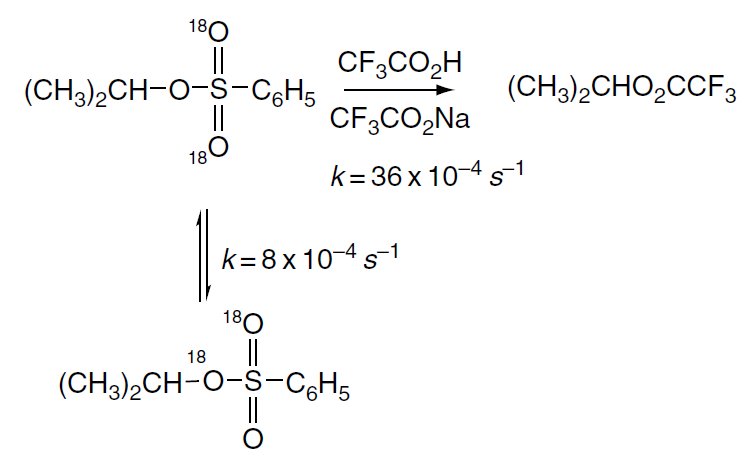 ¹⁸O
(CH₃)₂CH–O–S–C₆H₅
¹⁸O
CF₃CO₂H
CF₃CO₂Na
k = 36 x 10⁻⁴ s⁻¹
(CH₃)₂CHO₂CCF₃
k = 8 x 10⁻⁴ s⁻¹
¹⁸O
18
(CH₃)₂CH–O–S–C₆H₅
O